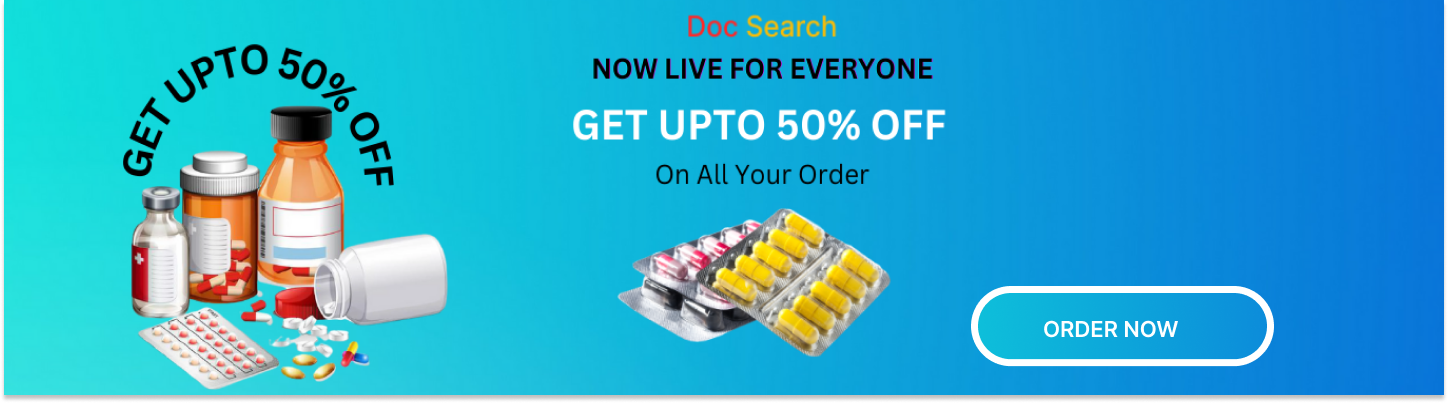 GET UPTO 50% OFF
Doc Search
NOW LIVE FOR EVERYONE
GET UPTO 50% OFF
On All Your Order
ORDER NOW